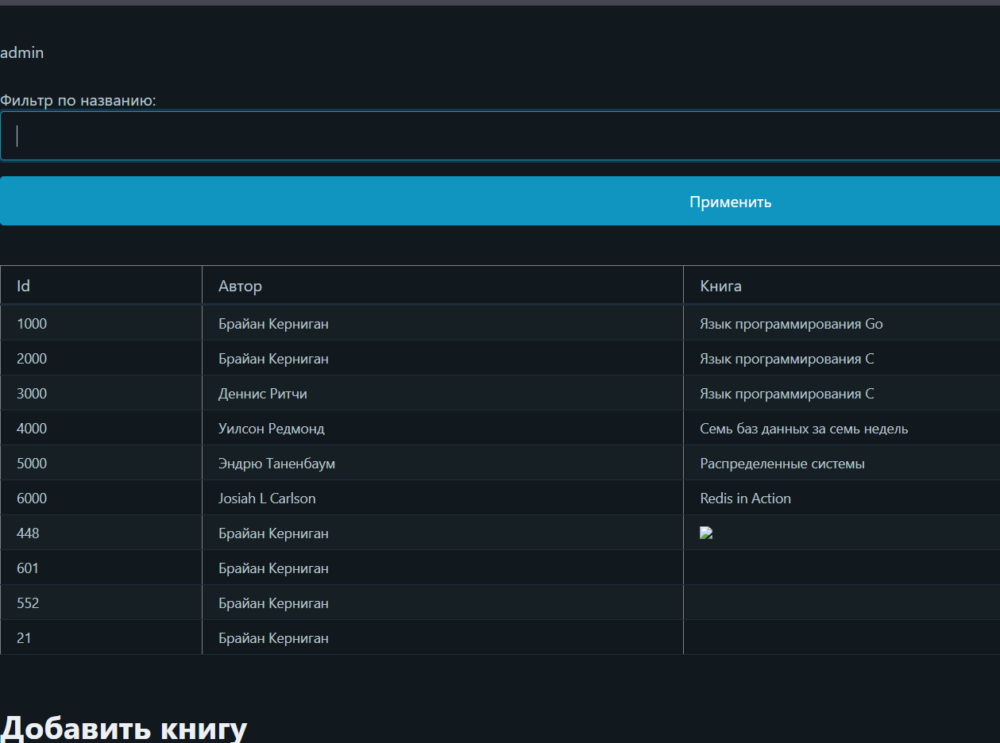 admin
Фильтр по названию:
Применить
Id Автор Книга
1000 Брайан Керниган Язык программирования Go
2000 Брайан Керниган Язык программирования C
3000 Деннис Ритчи Язык программирования C
4000 Уилсон Редмонд Семь баз данных за семь недель
5000 Эндрю Таненбаум Распределенные системы
6000 Josiah L Carlson Redis in Action
448 Брайан Керниган
601 Брайан Керниган
552 Брайан Керниган
21 Брайан Керниган
Добавить книгу